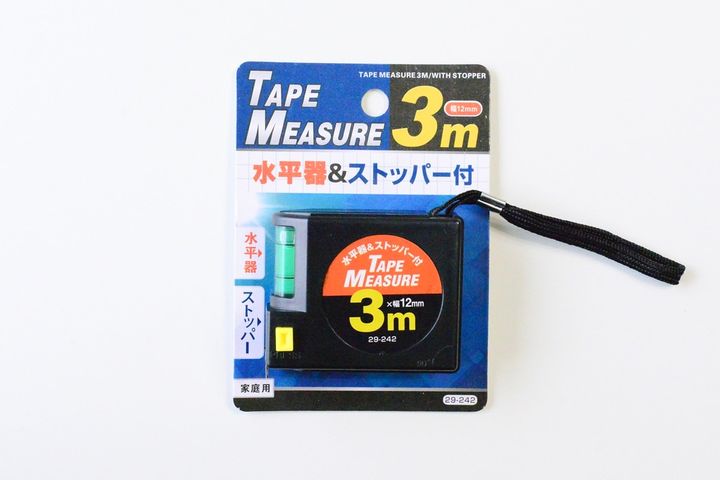 TAPE MEASURE 3M/WITH STOPPER
TAPE
MEASURE
3m
幅12mm
水平器&ストッパー付
水平器
ストッパー
家庭用
水平器&ストッパー付
TAPE
MEASURE
3m
×幅12mm
29-242
90°
29-242